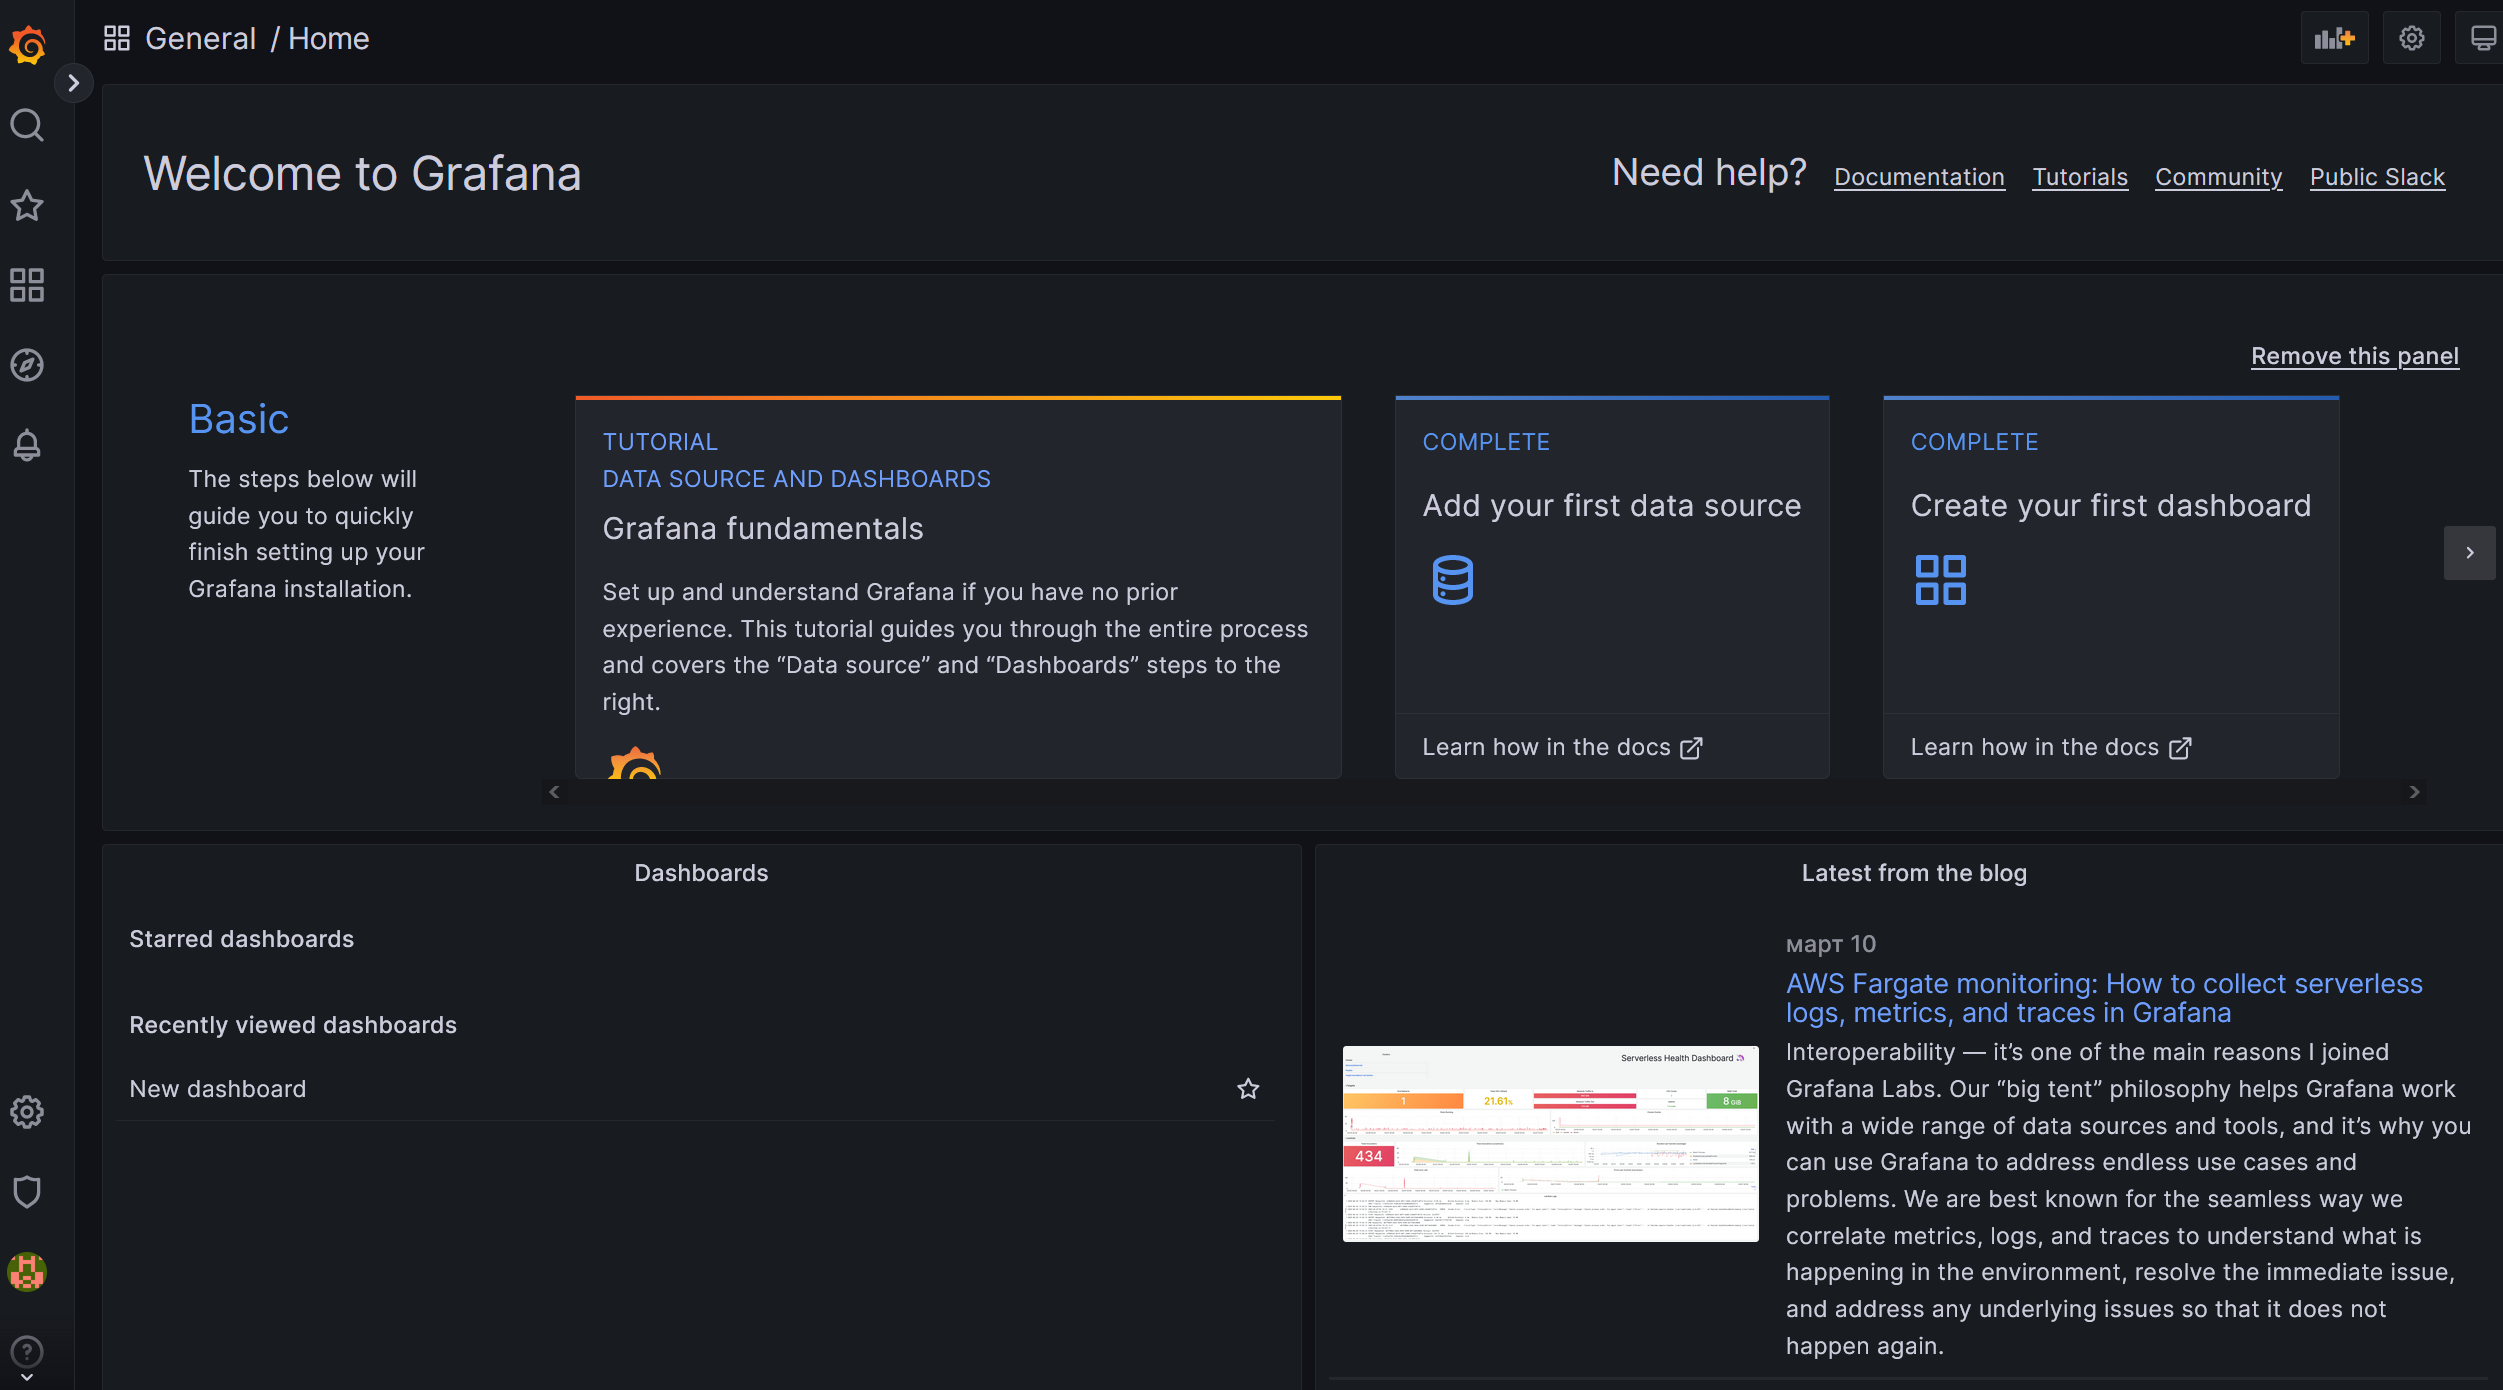 General / Home
Welcome to Grafana
Need help? Documentation Tutorials Community Public Slack
Remove this panel
Basic
The steps below will
guide you to quickly
finish setting up your
Grafana installation.
TUTORIAL
DATA SOURCE AND DASHBOARDS
Grafana fundamentals
Set up and understand Grafana if you have no prior
experience. This tutorial guides you through the entire process
and covers the “Data source” and “Dashboards” steps to the
right.
COMPLETE
Add your first data source
Learn how in the docs
COMPLETE
Create your first dashboard
Learn how in the docs
Dashboards
Starred dashboards
Recently viewed dashboards
New dashboard
Latest from the blog
март 10
AWS Fargate monitoring: How to collect serverless
logs, metrics, and traces in Grafana
Interoperability — it’s one of the main reasons I joined
Grafana Labs. Our “big tent” philosophy helps Grafana work
with a wide range of data sources and tools, and it’s why you
can use Grafana to address endless use cases and
problems. We are best known for the seamless way we
correlate metrics, logs, and traces to understand what is
happening in the environment, resolve the immediate issue,
and address any underlying issues so that it does not
happen again.
Serverless Health Dashboard
1
21.61%
8 GiB
434